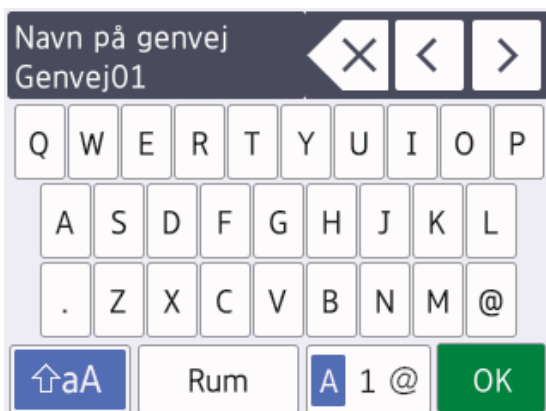 Navn på genvej
Genvej01
Q W E R T Y U I O P
A S D F G H J K L
. Z X C V B N M @
aA Rum A 1 @ OK